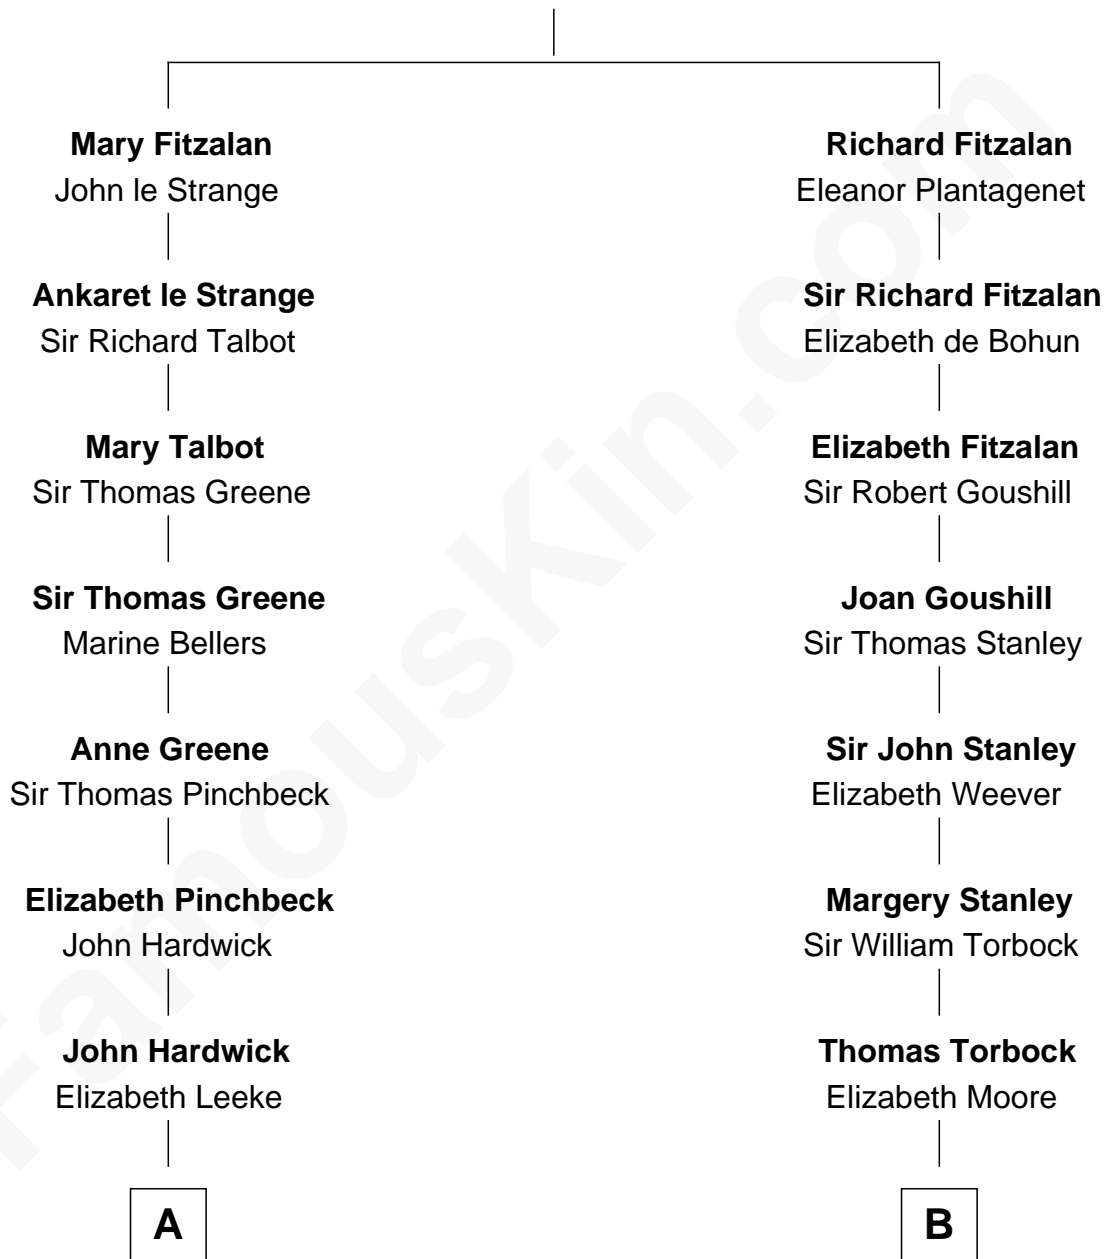 Mary Fitzalan
John le Strange
Ankaret le Strange
Sir Richard Talbot
Mary Talbot
Sir Thomas Greene
Sir Thomas Greene
Marine Bellers
Anne Greene
Sir Thomas Pinchbeck
Elizabeth Pinchbeck
John Hardwick
John Hardwick
Elizabeth Leeke
A
Richard Fitzalan
Eleanor Plantagenet
Sir Richard Fitzalan
Elizabeth de Bohun
Elizabeth Fitzalan
Sir Robert Goushill
Joan Goushill
Sir Thomas Stanley
Sir John Stanley
Elizabeth Weever
Margery Stanley
Sir William Torbock
Thomas Torbock
Elizabeth Moore
B
FamousKin.com